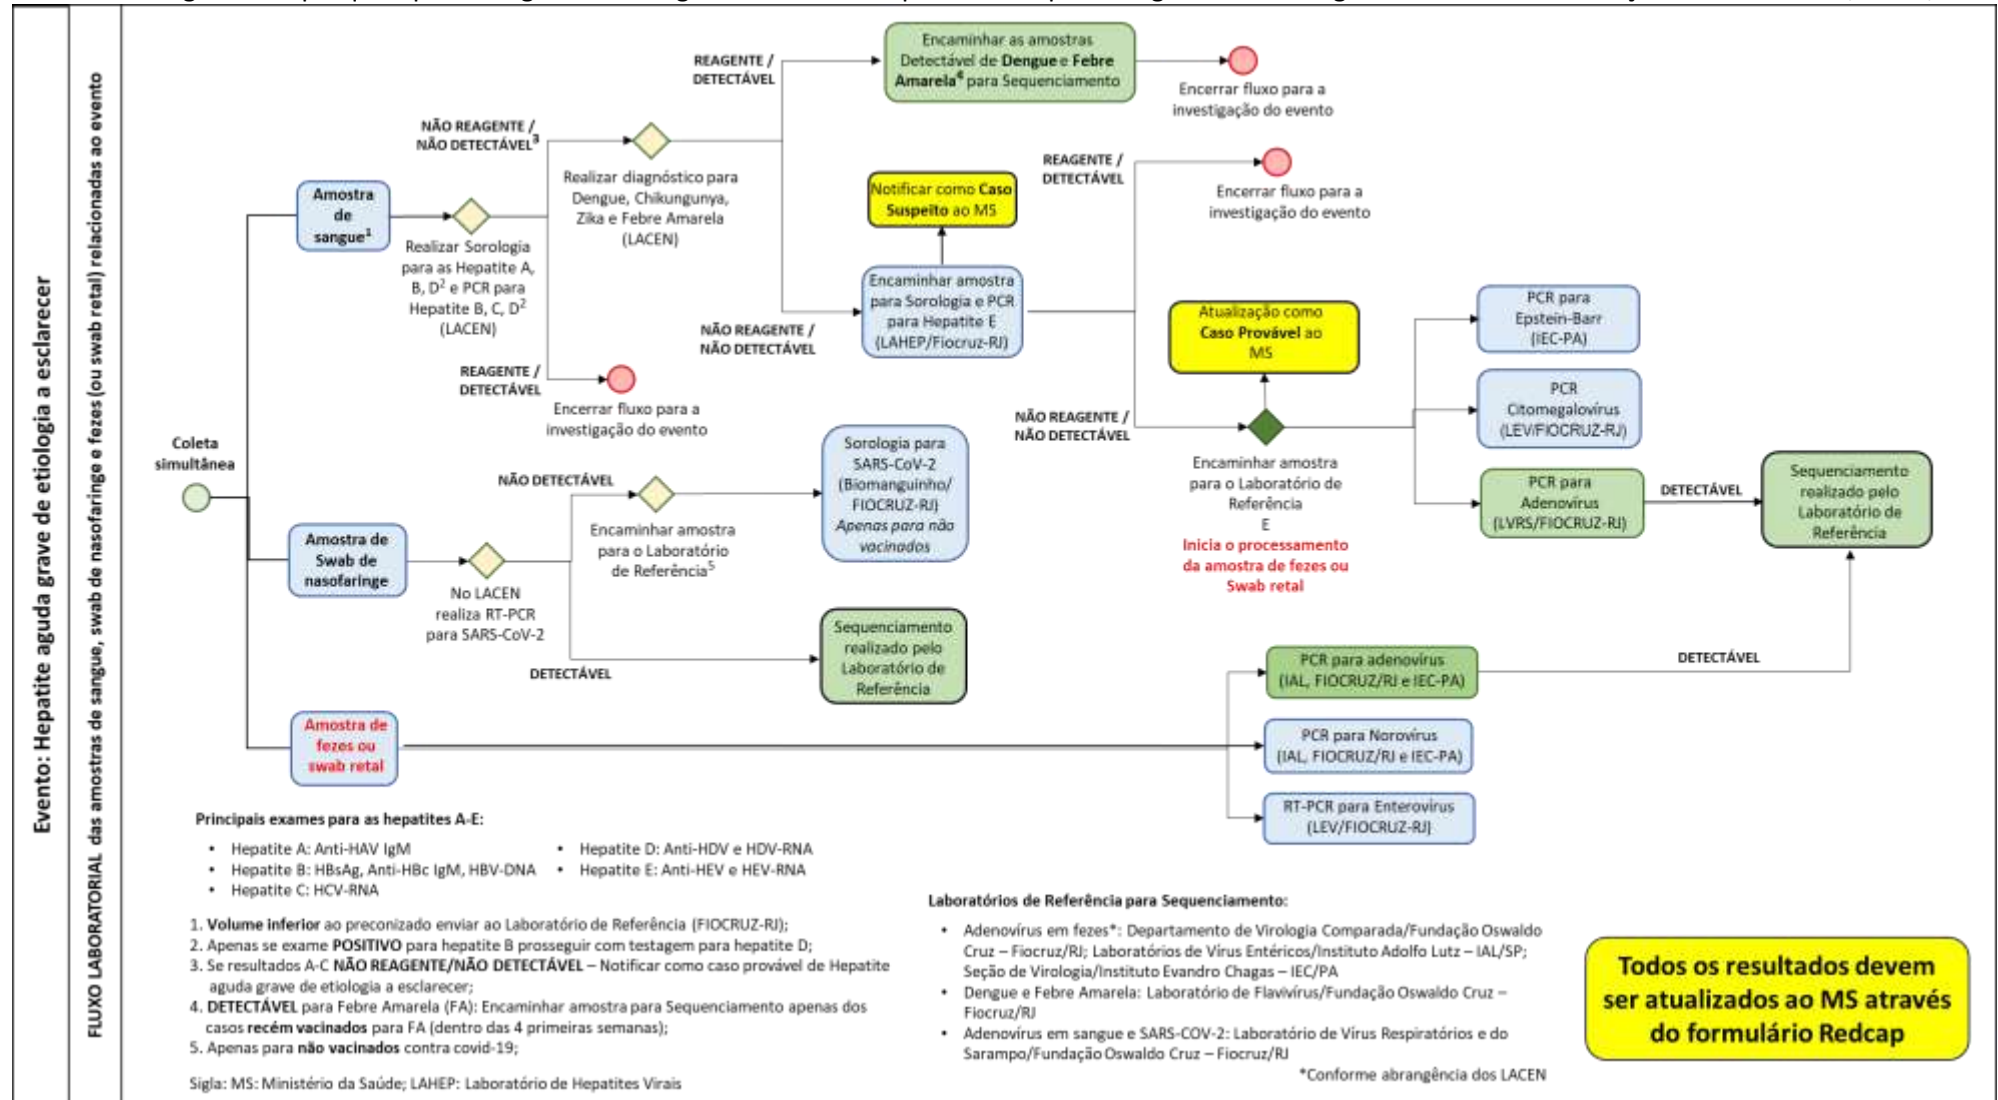 Evento: Hepatite aguda grave de etiologia a esclarecer
FLUXO LABORATORIAL das amostras de sangue, swab de nasofaringe e fezes (ou swab retal) relacionadas ao evento
Coleta
simultânea
Amostra
de
sangue1
Realizar Sorologia
para as Hepatite A,
B, D2 e PCR para
Hepatite B, C, D2
(LACEN)
NÃO REAGENTE /
NÃO DETECTÁVEL3
REAGENTE /
DETECTÁVEL
Encerrar fluxo para a
investigação do evento
Realizar diagnóstico para
Dengue, Chikungunya,
Zika e Febre Amarela
(LACEN)
REAGENTE /
DETECTÁVEL
Encaminhar as amostras
Detectável de Dengue e Febre
Amarela4 para Sequenciamento
Encerrar fluxo para a
investigação do evento
NÃO REAGENTE /
NÃO DETECTÁVEL
Notificar como Caso
Suspeito ao MS
Encaminhar amostra
para Sorologia e PCR
para Hepatite E
(LAHEP/Fiocruz-RJ)
REAGENTE /
DETECTÁVEL
Encerrar fluxo para a
investigação do evento
NÃO REAGENTE /
NÃO DETECTÁVEL
Atualização como
Caso Provável ao
MS
Encaminhar amostra
para o Laboratório de
Referência
E
Inicia o processamento
da amostra de fezes ou
Swab retal
PCR para
Epstein-Barr
(IEC-PA)
PCR
Citomegalovírus
(LEV/FIOCRUZ-RJ)
PCR para
Adenovírus
(LVRS/FIOCRUZ-RJ)
DETECTÁVEL
Sequenciamento
realizado pelo
Laboratório de
Referência
Amostra de
Swab de
nasofaringe
No LACEN
realiza RT-PCR
para SARS-CoV-2
NÃO DETECTÁVEL
Encaminhar amostra
para o Laboratório
de Referência5
Sorologia para
SARS-CoV-2
(Biomanguinho/
FIOCRUZ-RJ)
Apenas para não
vacinados
DETECTÁVEL
Sequenciamento
realizado pelo
Laboratório de
Referência
Amostra de
fezes ou
swab retal
PCR para adenovírus
(IAL, FIOCRUZ/RJ e IEC-PA)
DETECTÁVEL
PCR para Norovírus
(IAL, FIOCRUZ/RJ e IEC-PA)
RT-PCR para Enterovírus
(LEV/FIOCRUZ-RJ)
Principais exames para as hepatites A-E:
• Hepatite A: Anti-HAV IgM
• Hepatite B: HBsAg, Anti-HBc IgM, HBV-DNA
• Hepatite C: HCV-RNA
• Hepatite D: Anti-HDV e HDV-RNA
• Hepatite E: Anti-HEV e HEV-RNA
1. Volume inferior ao preconizado enviar ao Laboratório de Referência (FIOCRUZ-RJ);
2. Apenas se exame POSITIVO para hepatite B prosseguir com testagem para hepatite D;
3. Se resultados A-C NÃO REAGENTE/NÃO DETECTÁVEL – Notificar como caso provável de Hepatite
aguda grave de etiologia a esclarecer;
4. DETECTÁVEL para Febre Amarela (FA): Encaminhar amostra para Sequenciamento apenas dos
casos recém vacinados para FA (dentro das 4 primeiras semanas);
5. Apenas para não vacinados contra covid-19;
Sigla: MS: Ministério da Saúde; LAHEP: Laboratório de Hepatites Virais
Laboratórios de Referência para Sequenciamento:
• Adenovírus em fezes*: Departamento de Virologia Comparada/Fundação Oswaldo
Cruz – Fiocruz/RJ; Laboratórios de Vírus Entéricos/Instituto Adolfo Lutz – IAL/SP;
Seção de Virologia/Instituto Evandro Chagas – IEC/PA
• Dengue e Febre Amarela: Laboratório de Flavivírus/Fundação Oswaldo Cruz –
Fiocruz/RJ
• Adenovírus em sangue e SARS-COV-2: Laboratório de Vírus Respiratórios e do
Sarampo/Fundação Oswaldo Cruz – Fiocruz/RJ
*Conforme abrangência dos LACEN
Todos os resultados devem
ser atualizados ao MS através
do formulário Redcap